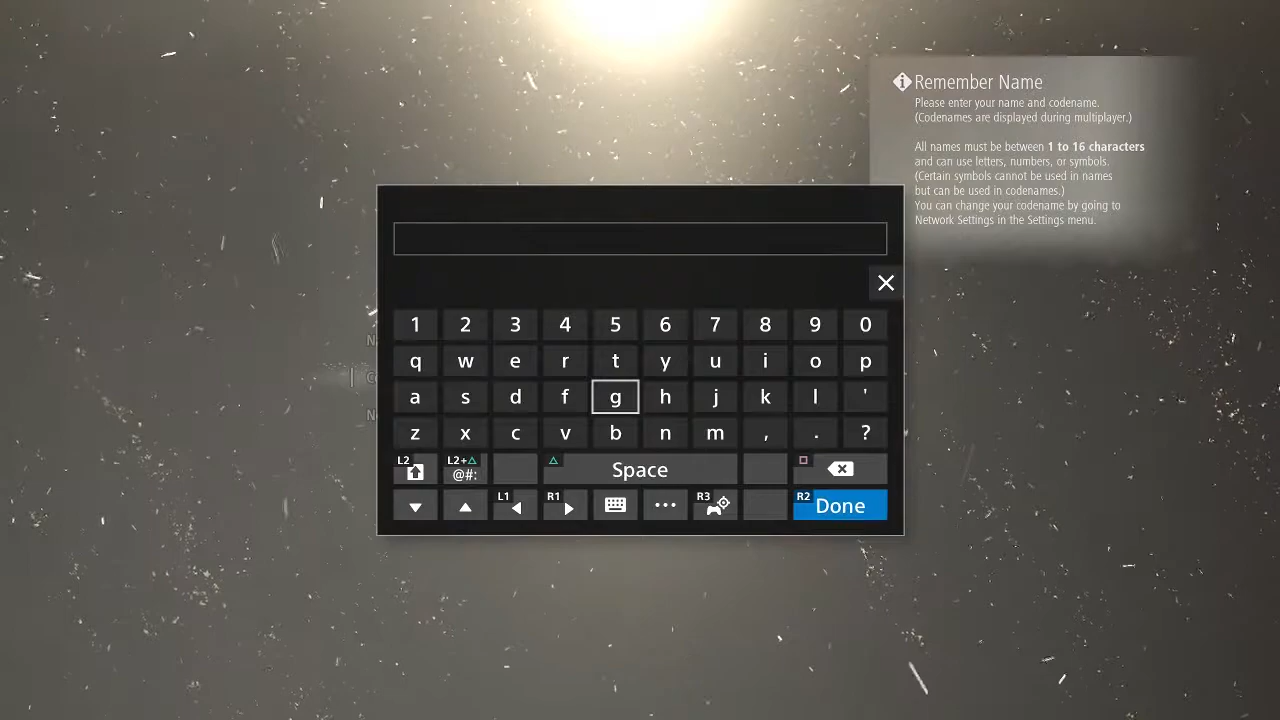 Remember Name
Please enter your name and codename.
(Codenames are displayed during multiplayer.)
All names must be between 1 to 16 characters
and can use letters, numbers, or symbols.
(Certain symbols cannot be used in names
but can be used in codenames.)
You can change your codename by going to
Network Settings in the Settings menu.
1 2 3 4 5 6 7 8 9 0
q w e r t y u i o p
a s d f g h j k l '
z x c v b n m , . ?
L2 L2+△ @#: △ Space
L1 R1 ... R3 R2 Done